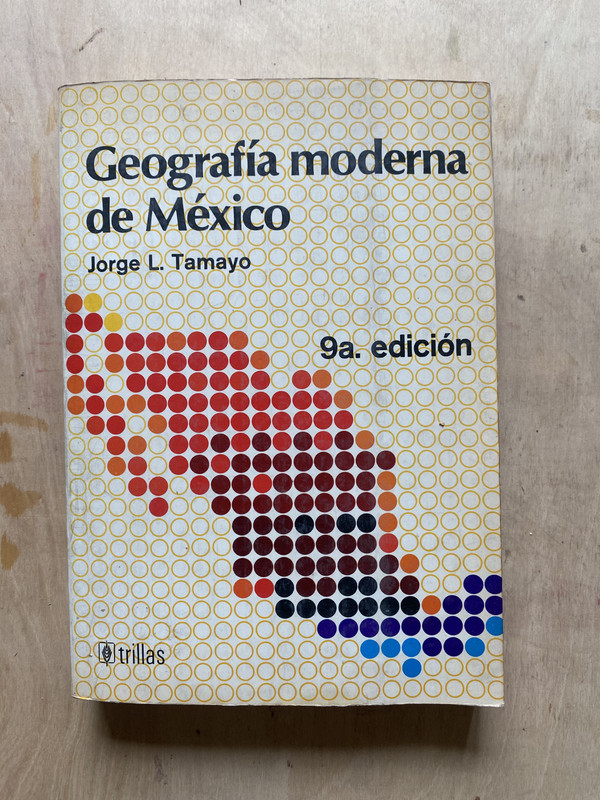 Geografía moderna
de México
Jorge L. Tamayo
9a. edición
trillas